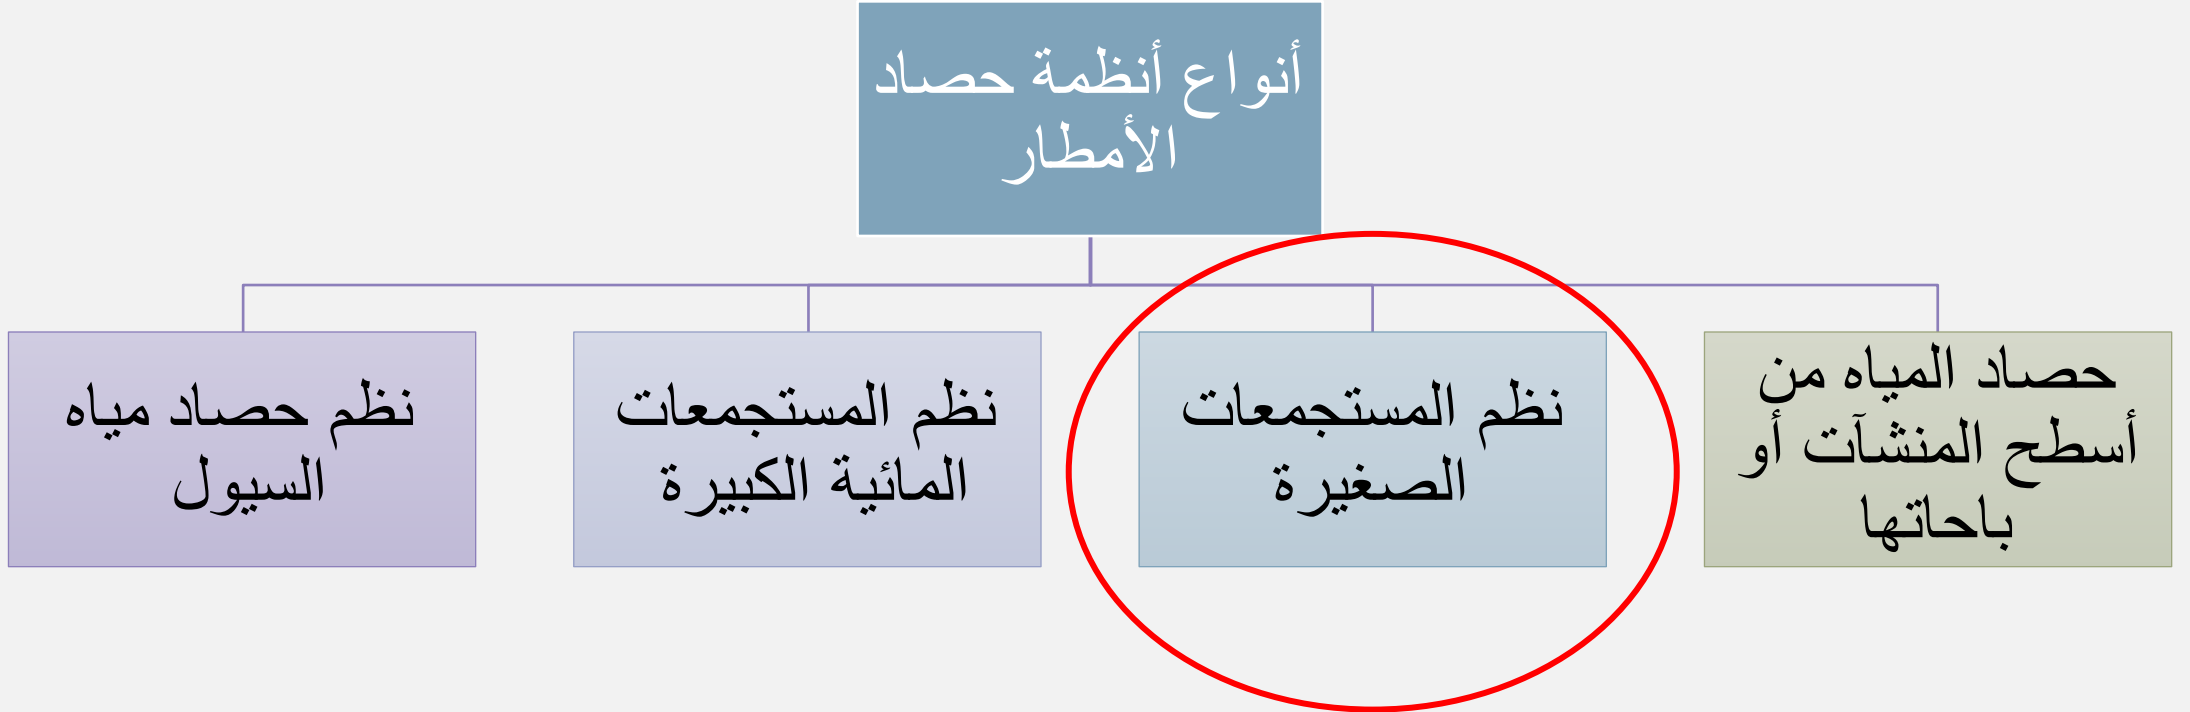 أنواع أنظمة حصاد
الأمطار
حصاد المياه من
أسطح المنشآت أو
باحاتها
نظم المستجمعات
الصغيرة
نظم المستجمعات
المائية الكبيرة
نظم حصاد مياه
السيول